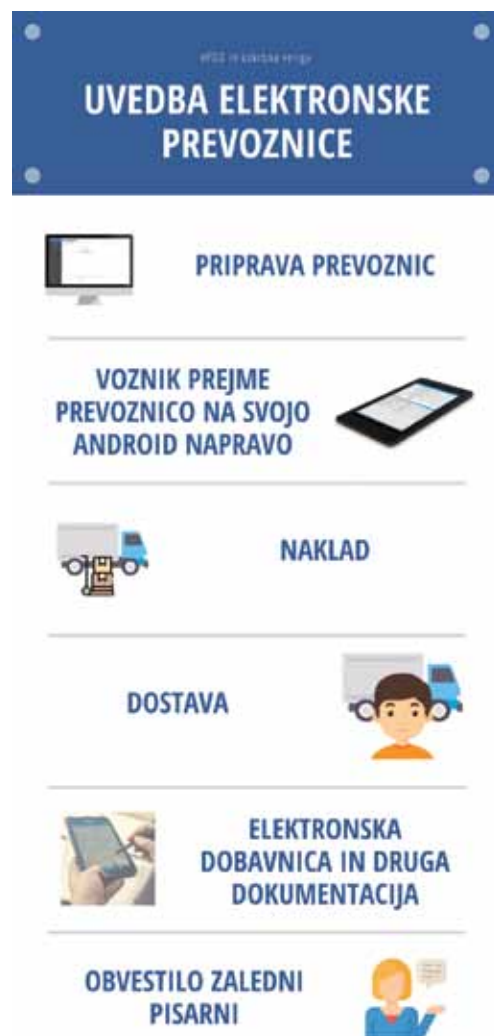 UVEDBA ELEKTRONSKE
PREVOZNICE
PRIPRAVA PREVOZNIC
VOZNIK PREJME
PREVOZNICO NA SVOJO
ANDROID NAPRAVO
NAKLAD
DOSTAVA
ELEKTRONSKA
DOBAVNICA IN DRUGA
DOKUMENTACIJA
OBVESTILO ZALEDNI
PISARNI